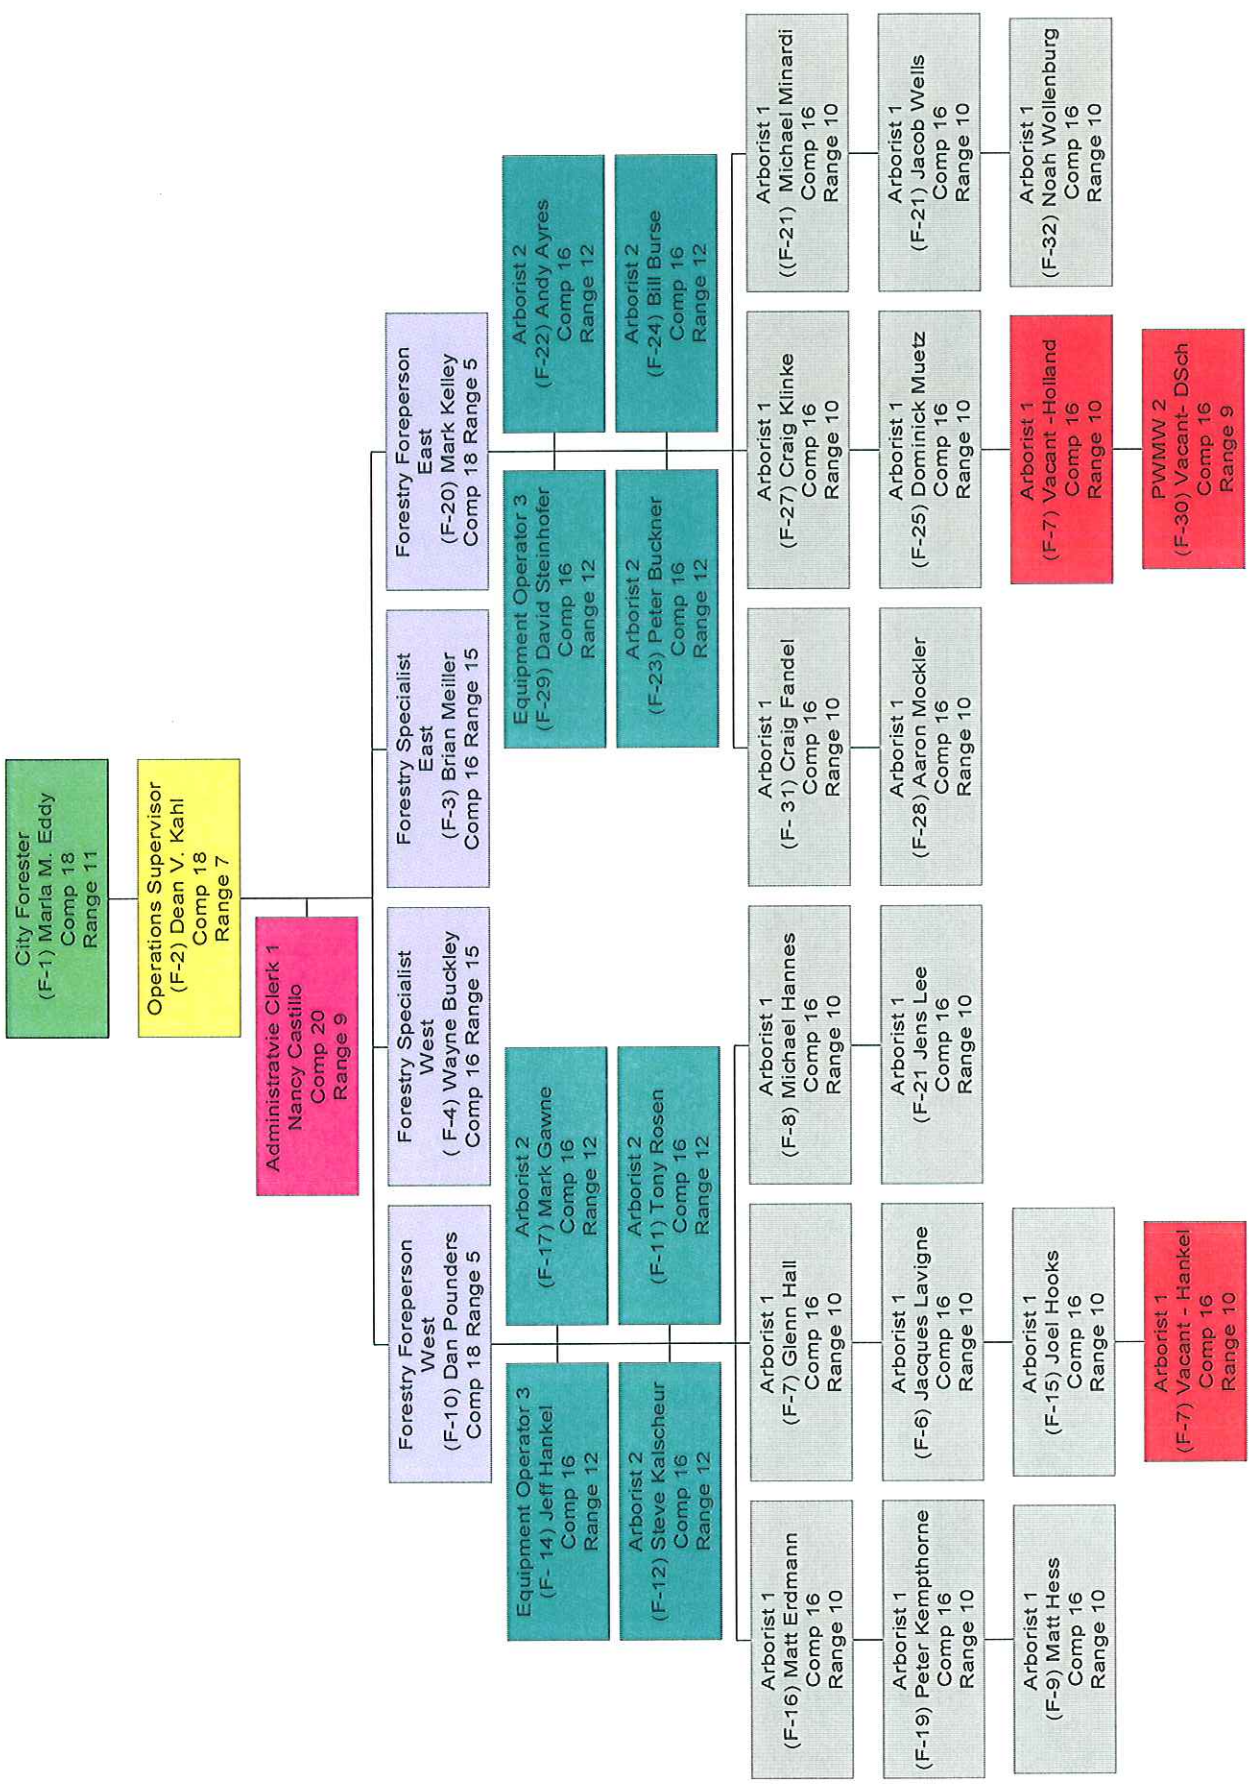 City Forester
(F-1) Marla M. Eddy
Comp 18
Range 11
Operations Supervisor
(F-2) Dean V. Kahl
Comp 18
Range 7
Administratvie Clerk 1
Nancy Castillo
Comp 20
Range 9
Forestry Foreperson
West
(F-10) Dan Pounders
Comp 18 Range 5
Forestry Specialist
West
( F-4) Wayne Buckley
Comp 16 Range 15
Forestry Specialist
East
(F-3) Brian Meiller
Comp 16 Range 15
Forestry Foreperson
East
(F-20) Mark Kelley
Comp 18 Range 5
Equipment Operator 3
(F- 14) Jeff Hankel
Comp 16
Range 12
Arborist 2
(F-17) Mark Gawne
Comp 16
Range 12
Equipment Operator 3
(F-29) David Steinhofer
Comp 16
Range 12
Arborist 2
(F-22) Andy Ayres
Comp 16
Range 12
Arborist 2
(F-12) Steve Kalscheur
Comp 16
Range 12
Arborist 2
(F-11) Tony Rosen
Comp 16
Range 12
Arborist 2
(F-23) Peter Buckner
Comp 16
Range 12
Arborist 2
(F-24) Bill Burse
Comp 16
Range 12
Arborist 1
(F-16) Matt Erdmann
Comp 16
Range 10
Arborist 1
(F-7) Glenn Hall
Comp 16
Range 10
Arborist 1
(F-8) Michael Hannes
Comp 16
Range 10
Arborist 1
(F- 31) Craig Fandel
Comp 16
Range 10
Arborist 1
(F-27) Craig Klinke
Comp 16
Range 10
Arborist 1
((F-21) Michael Minardi
Comp 16
Range 10
Arborist 1
(F-19) Peter Kempthorne
Comp 16
Range 10
Arborist 1
(F-6) Jacques Lavigne
Comp 16
Range 10
Arborist 1
(F-21 Jens Lee
Comp 16
Range 10
Arborist 1
(F-28) Aaron Mockler
Comp 16
Range 10
Arborist 1
(F-25) Dominick Muetz
Comp 16
Range 10
Arborist 1
(F-21) Jacob Wells
Comp 16
Range 10
Arborist 1
(F-9) Matt Hess
Comp 16
Range 10
Arborist 1
(F-15) Joel Hooks
Comp 16
Range 10
Arborist 1
(F-7) Vacant -Holland
Comp 16
Range 10
Arborist 1
(F-32) Noah Wollenburg
Comp 16
Range 10
Arborist 1
(F-7) Vacant - Hankel
Comp 16
Range 10
PWMW 2
(F-30) Vacant- DSch
Comp 16
Range 9